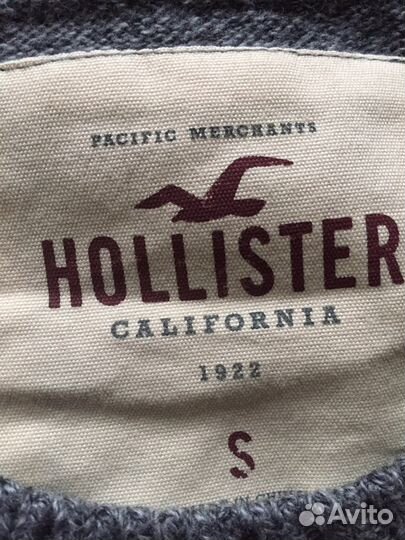 PACIFIC MERCHANTS
HOLLISTER
CALIFORNIA
1922
S
Avito